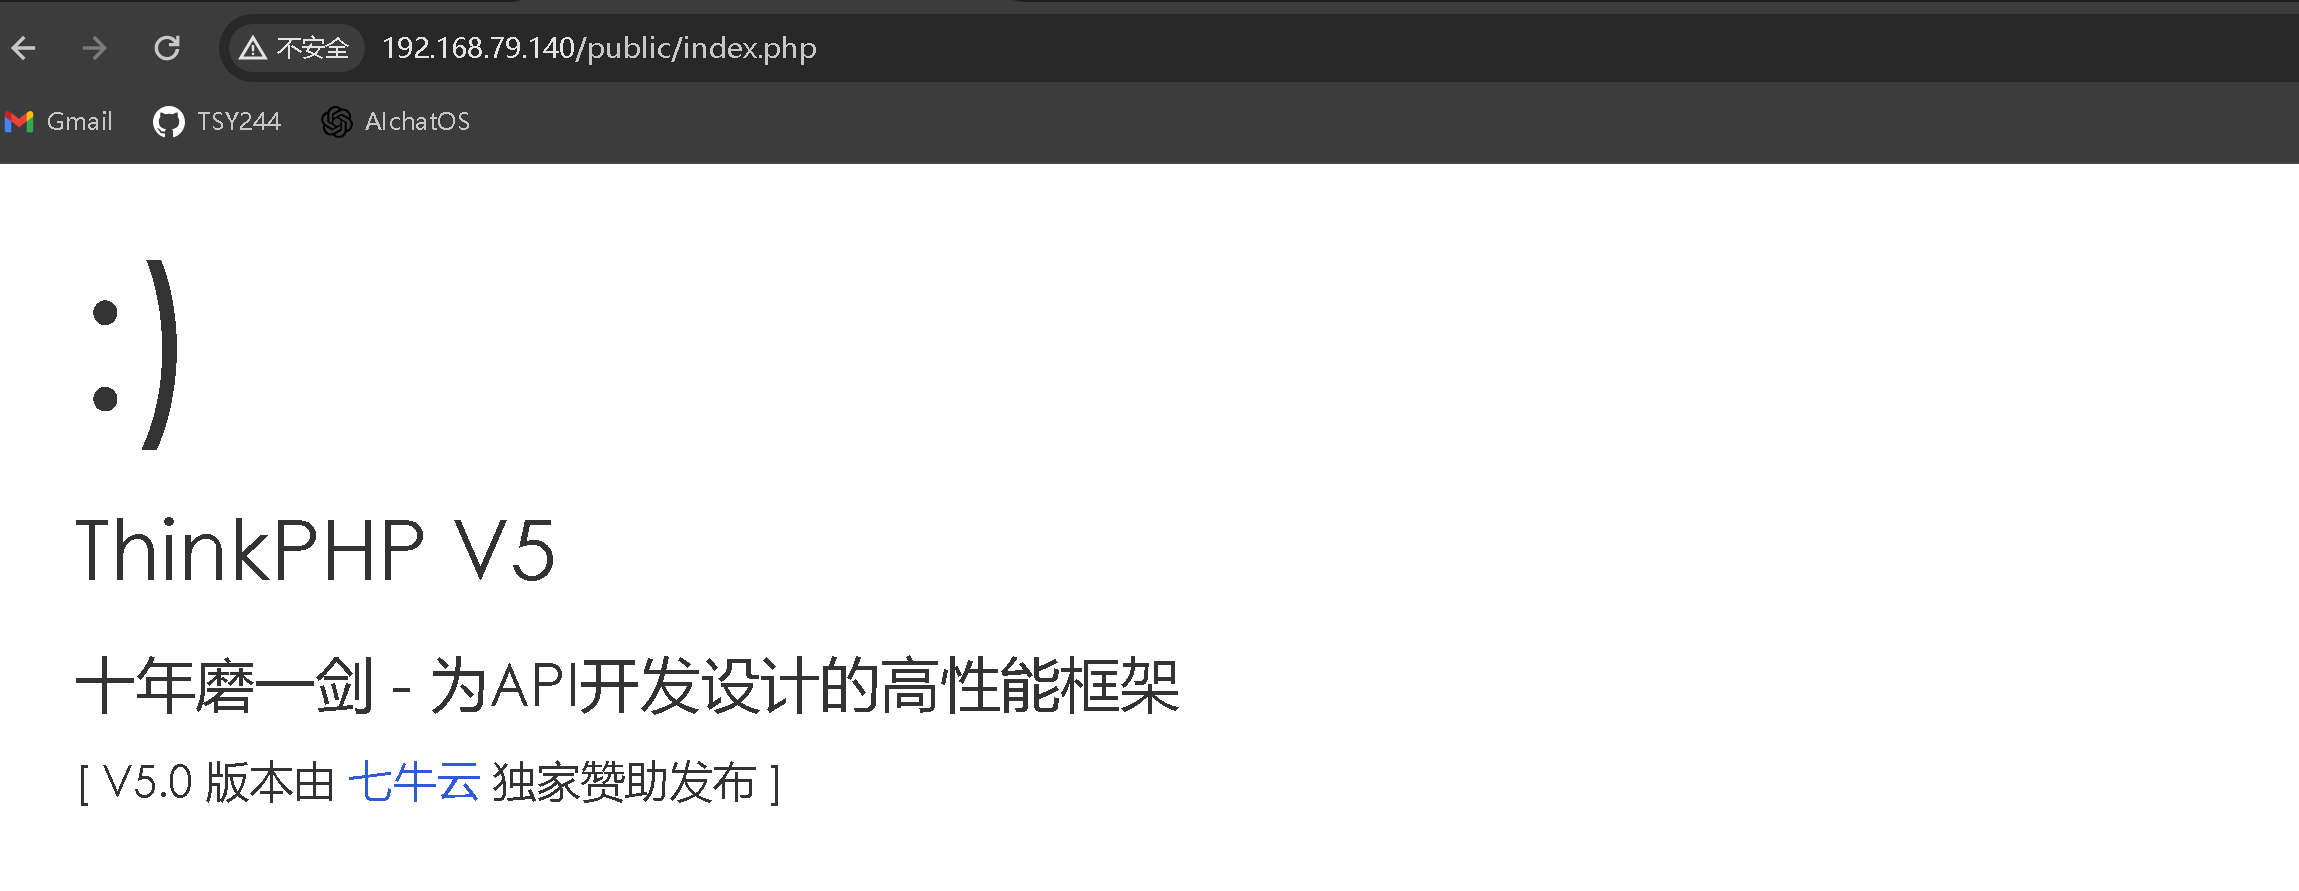 不安全 192.168.79.140/public/index.php
Gmail TSY244 AIchatOS
:)
ThinkPHP V5
十年磨一剑 - 为API开发设计的高性能框架
[ V5.0 版本由 七牛云 独家赞助发布 ]